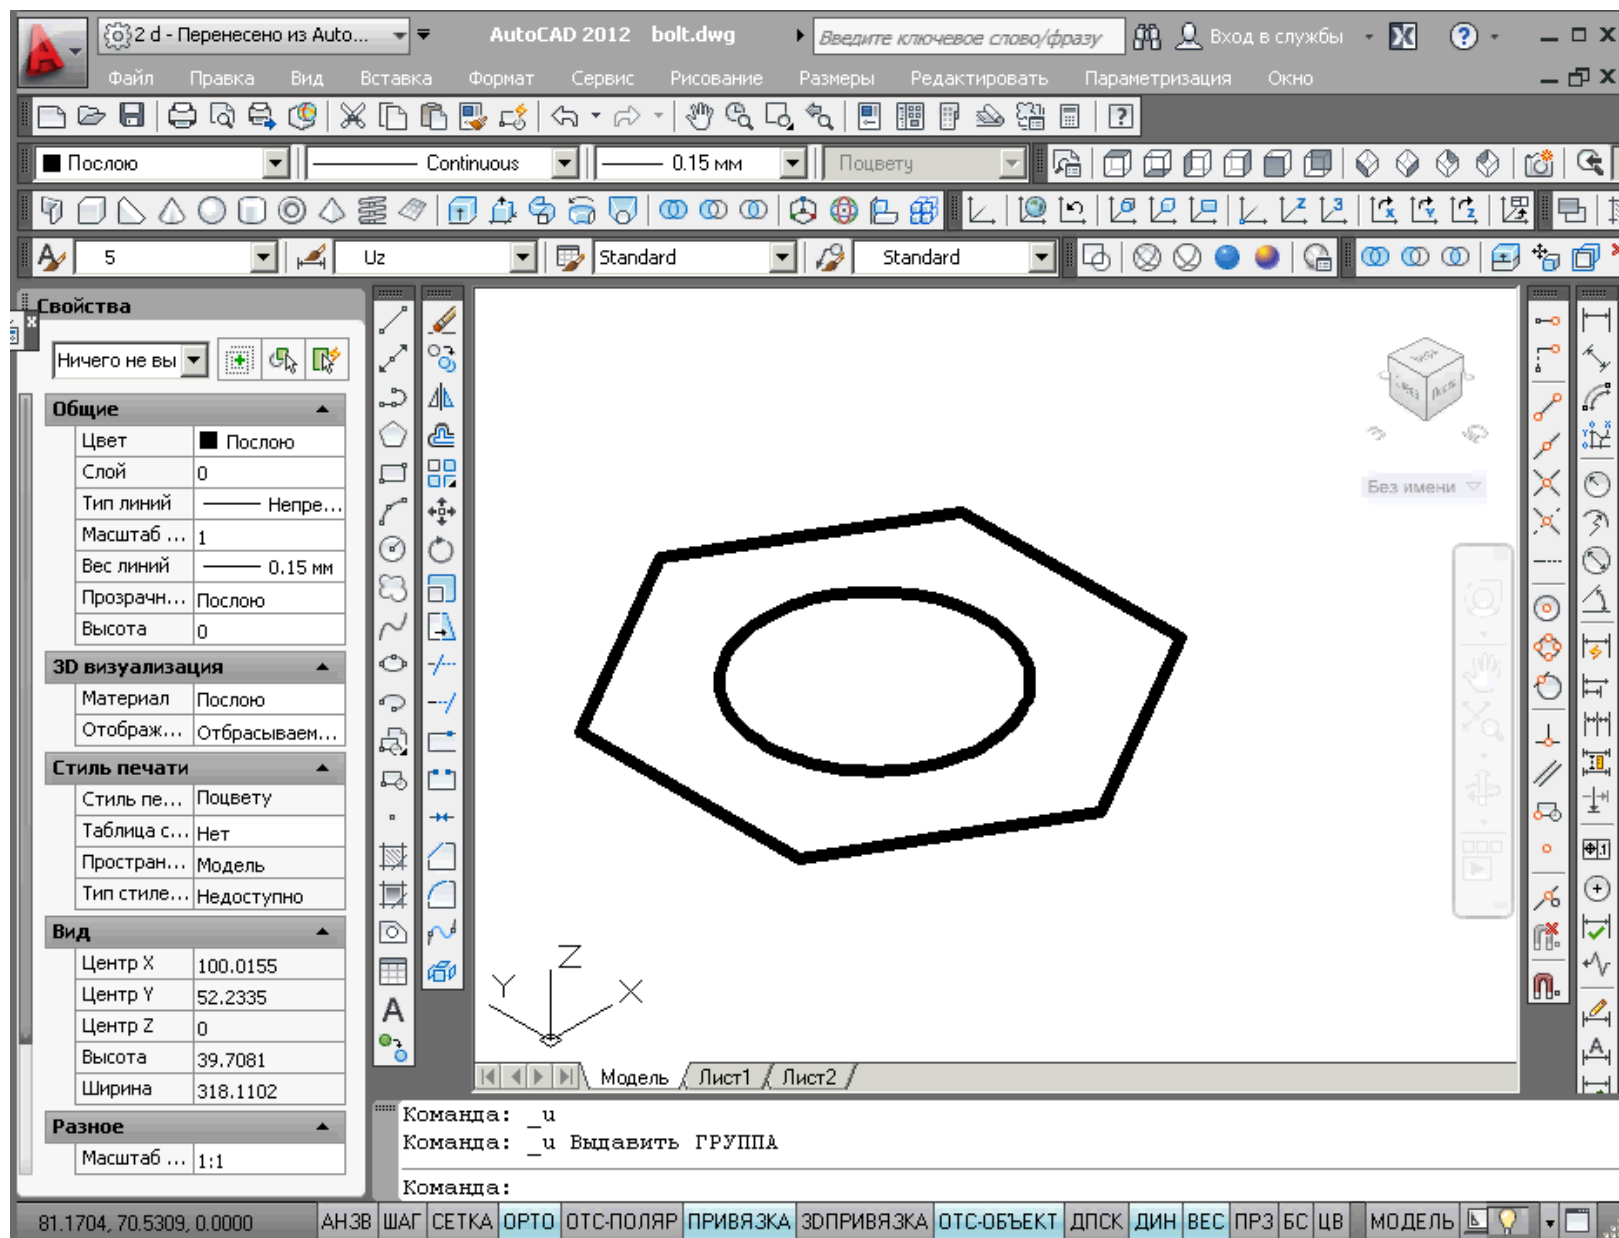 2 d - Перенесено из Auto...
AutoCAD 2012 bolt.dwg
Введите ключевое слово/фразу
Вход в службы
Файл Правка Вид Вставка Формат Сервис Рисование Размеры Редактировать Параметризация Окно
Послою Continuous 0.15 мм Поцвету
5 Uz Standard Standard
Свойства
Ничего не вы
Общие
Цвет Послою
Слой 0
Тип линий Непре...
Масштаб ... 1
Вес линий 0.15 мм
Прозрачн... Послою
Высота 0
3D визуализация
Материал Послою
Отображ... Отбрасываем...
Стиль печати
Стиль пе... Поцвету
Таблица с... Нет
Простран... Модель
Тип стиле... Недоступно
Вид
Центр X 100.0155
Центр Y 52.2335
Центр Z 0
Высота 39.7081
Ширина 318.1102
Разное
Масштаб ... 1:1
Без имени
Z
Y X
Модель Лист1 Лист2
Команда: _u
Команда: _u Выдавить ГРУППА
Команда:
81.1704, 70.5309, 0.0000 АНЗВ ШАГ СЕТКА ОРТО ОТС-ПОЛЯР ПРИВЯЗКА 3DПРИВЯЗКА ОТС-ОБЪЕКТ ДПСК ДИН ВЕС ПРЗ БС ЦВ МОДЕЛЬ